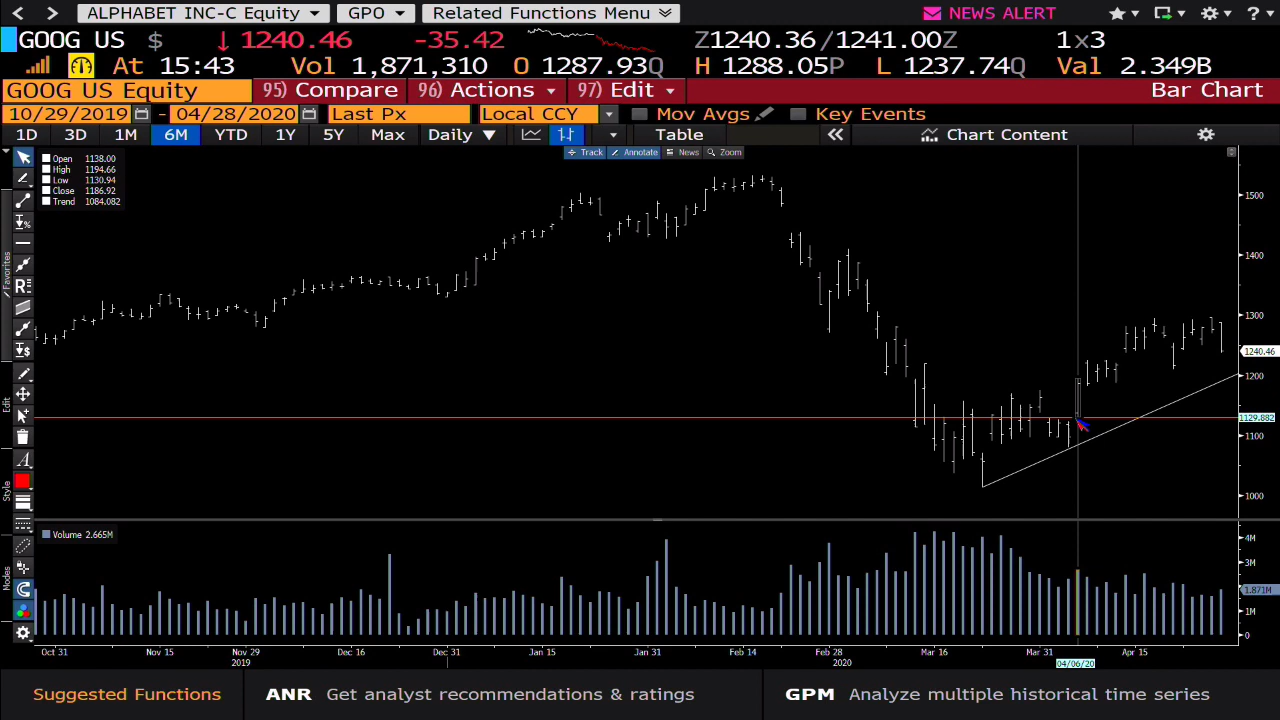 ALPHABET INC-C Equity GPO Related Functions Menu NEWS ALERT ?
GOOG US $ ↓ 1240.46 -35.42 Z1240.36/1241.00Z 1x3
At 15:43 Vol 1,871,310 O 1287.93Q H 1288.05P L 1237.74Q Val 2.349B
GOOG US Equity 95) Compare 96) Actions 97) Edit Bar Chart
10/29/2019 - 04/28/2020 Last Px Local CCY Mov Avgs Key Events
1D 3D 1M 6M YTD 1Y 5Y Max Daily ▼ Table « Chart Content
Track Annotate News Zoom
Open 1138.00
High 1194.66
Low 1130.94
Close 1186.92
Trend 1084.082
1500
1400
1300
1240.46
1200
1129.882
1100
1000
Favorites
Edit
Style
Modes
Volume 2.665M
4M
3M
1.871M
1M
0
Oct 31 Nov 15 Nov 29 Dec 16 Dec 31 Jan 15 Jan 31 Feb 14 Feb 28 Mar 16 Mar 31 Apr 15
2019 2020 04/06/20
Suggested Functions ANR Get analyst recommendations & ratings GPM Analyze multiple historical time series